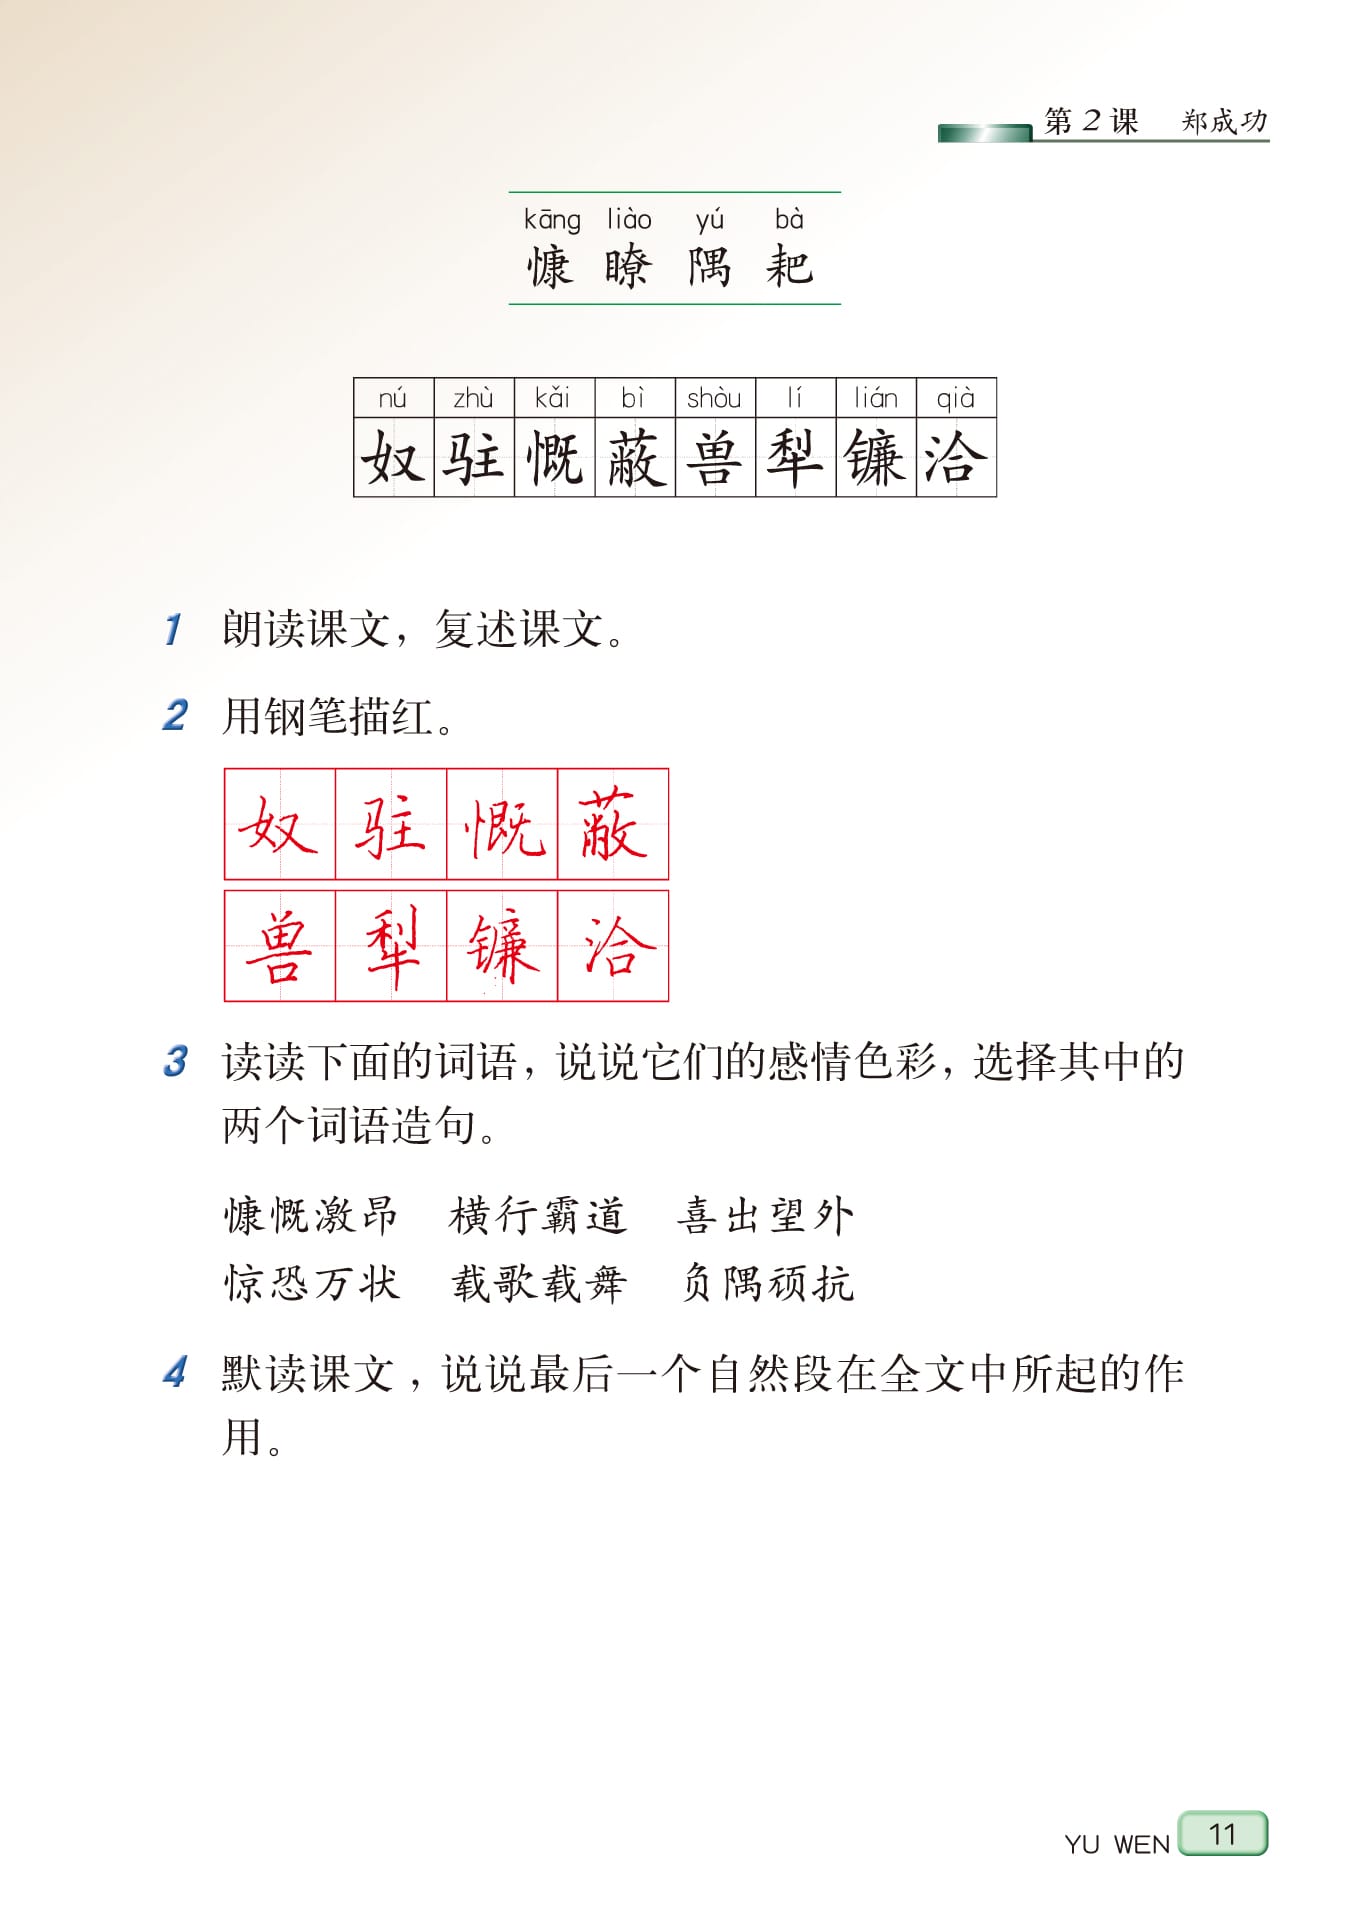 第2课 郑成功
kāng liào yú bà
慷 瞭 隅 耙
nú zhù kǎi bì shòu lí lián qià
奴 驻 慨 蔽 兽 犁 镰 洽
1 朗读课文，复述课文。
2 用钢笔描红。
奴 驻 慨 蔽
兽 犁 镰 洽
3 读读下面的词语，说说它们的感情色彩，选择其中的
两个词语造句。
慷慨激昂 横行霸道 喜出望外
惊恐万状 载歌载舞 负隅顽抗
4 默读课文，说说最后一个自然段在全文中所起的作
用。
YU WEN 11